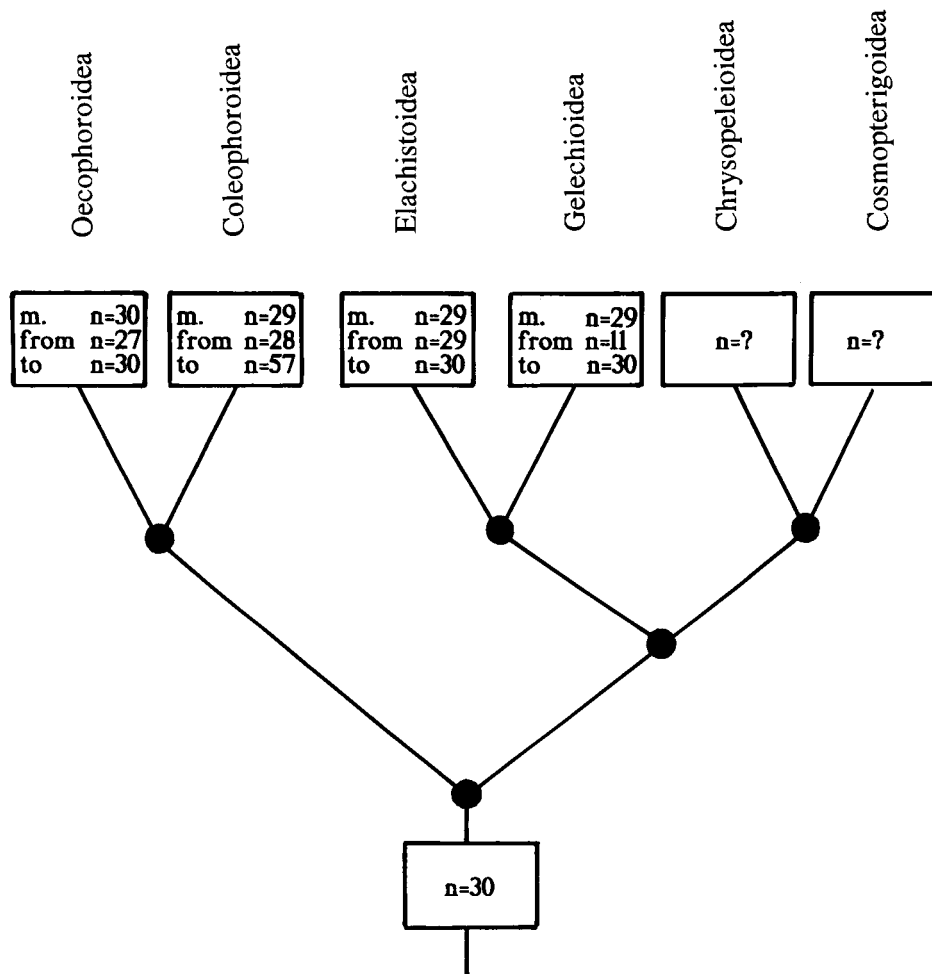 Oecophoroidea
Coleophoroidea
Elachistoidea
Gelechioidea
Chrysopeleioidea
Cosmopterigoidea
m. n=30
from n=27
to n=30
m. n=29
from n=28
to n=57
m. n=29
from n=29
to n=30
m. n=29
from n=11
to n=30
n=?
n=?
n=30